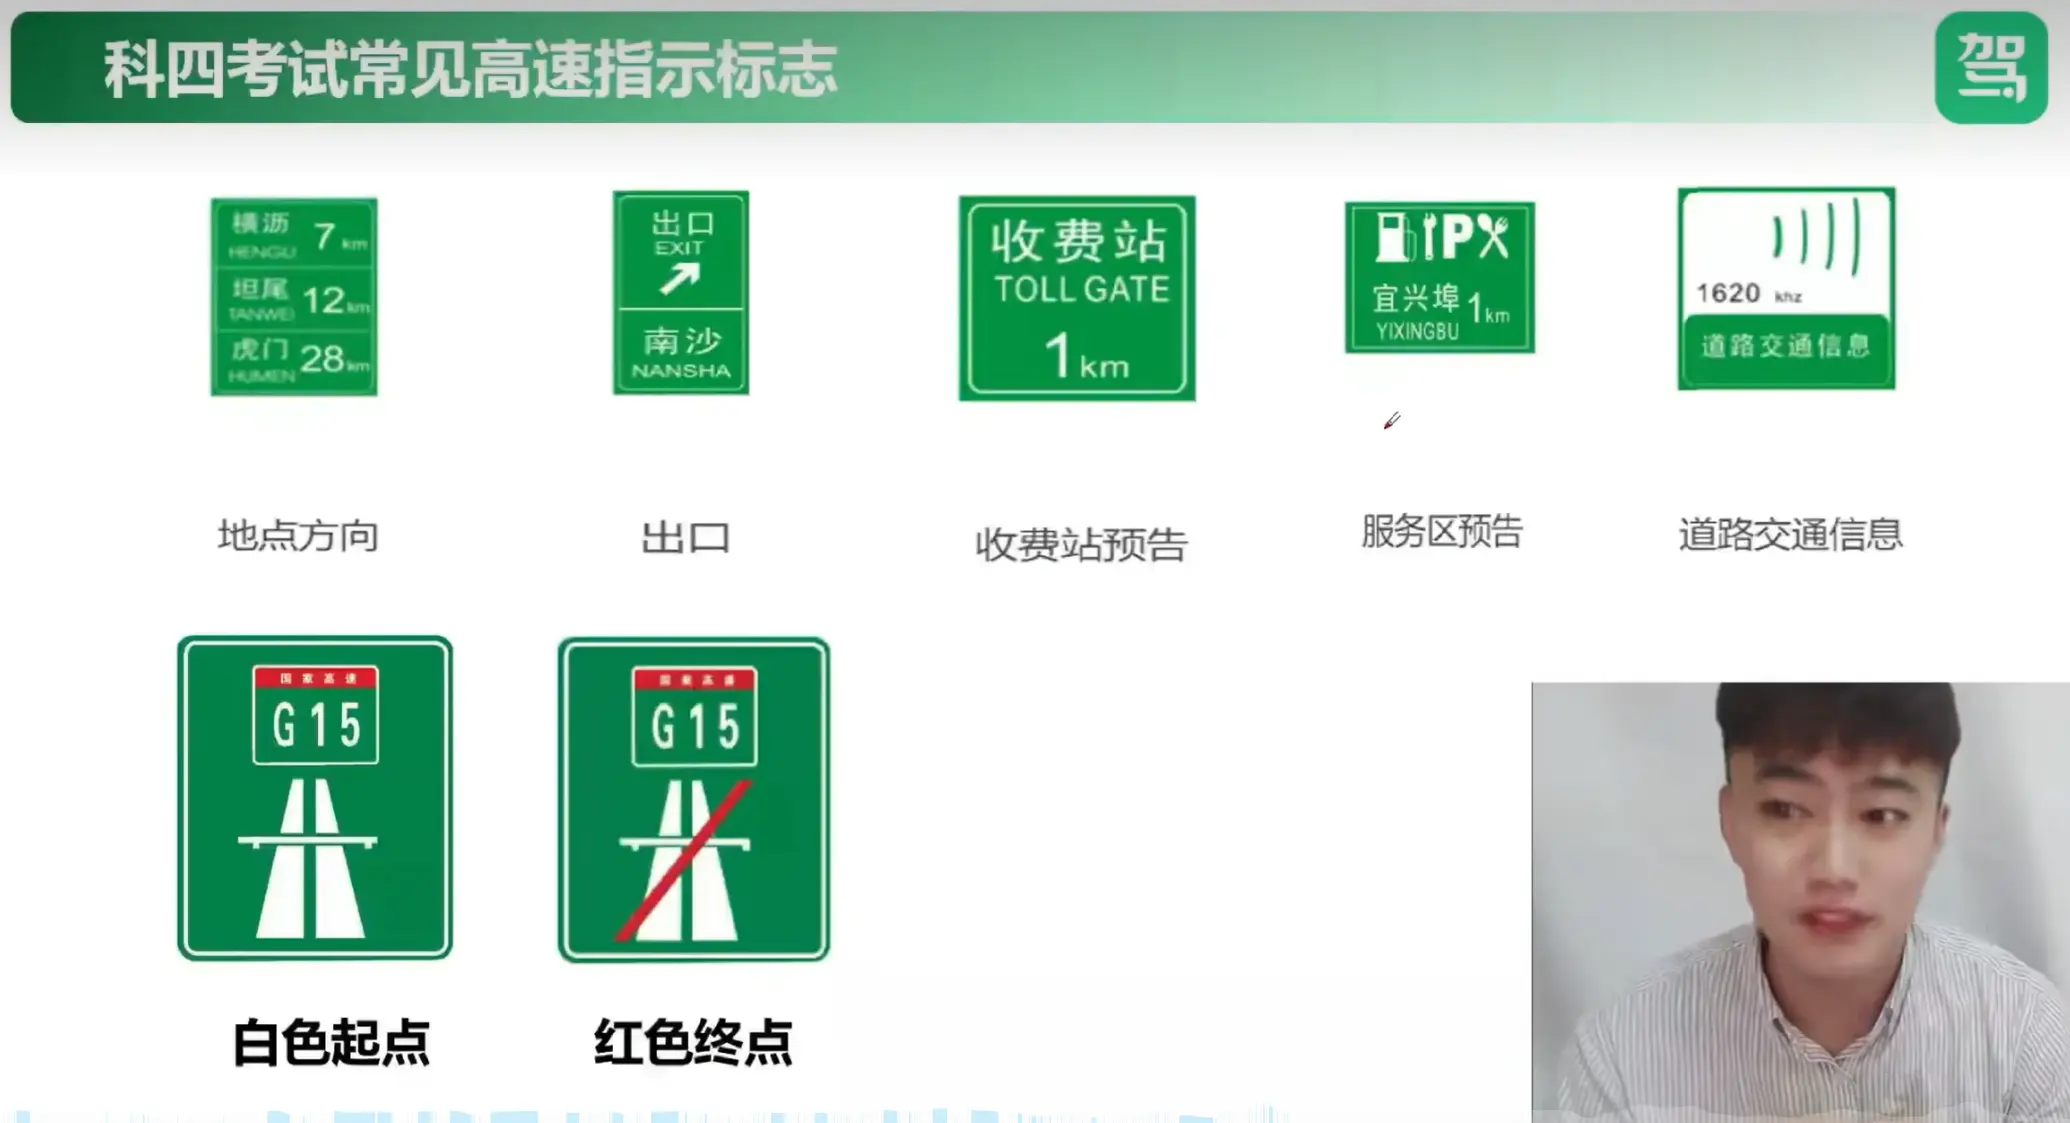 科四考试常见高速指示标志
驾
横沥 7 km
HENGLI
坦尾 12 km
TANWEI
虎门 28 km
HUMEN
出口
EXIT
南沙
NANSHA
收费站
TOLL GATE
1 km
P
宜兴埠 1 km
YIXINGBU
1620 khz
道路交通信息
地点方向
出口
收费站预告
服务区预告
道路交通信息
国家高速
G15
国家高速
G15
白色起点
红色终点